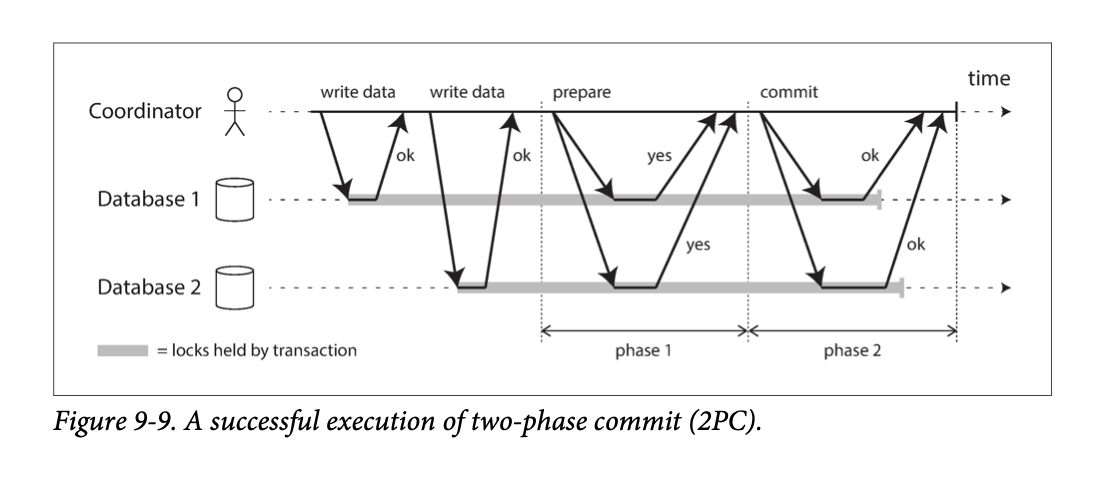 time
write data write data prepare commit
Coordinator
ok ok yes ok
Database 1
yes ok
Database 2
= locks held by transaction
phase 1 phase 2
Figure 9-9. A successful execution of two-phase commit (2PC).